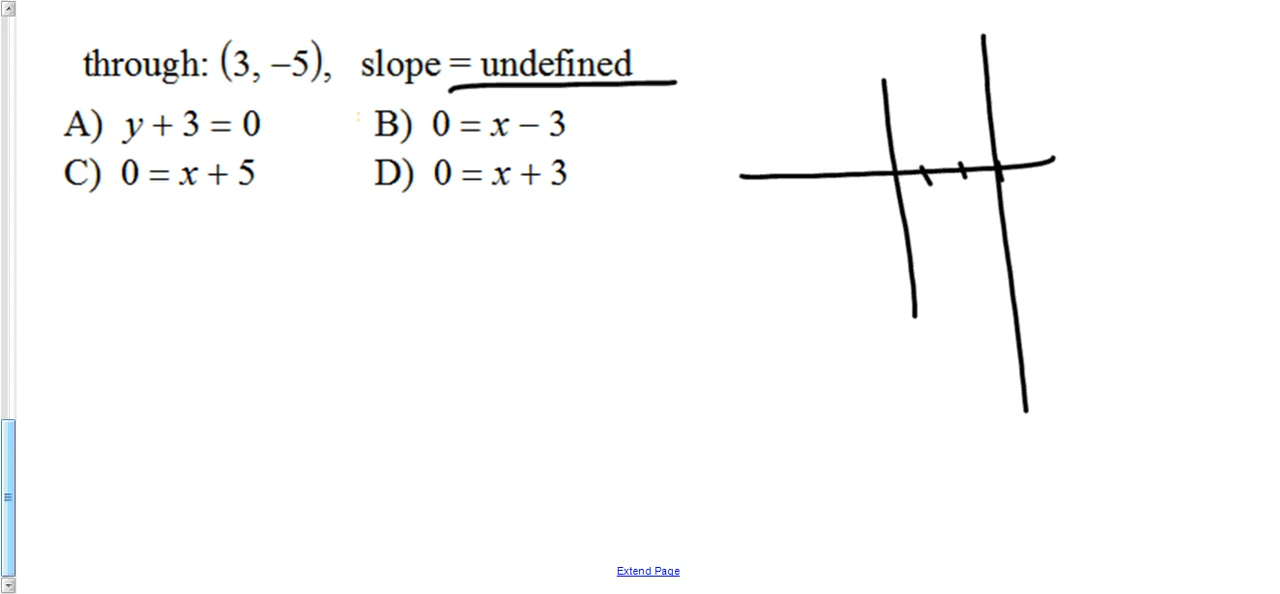 through: (3, –5), slope = undefined
A) y + 3 = 0 B) 0 = x – 3
C) 0 = x + 5 D) 0 = x + 3
Extend Page